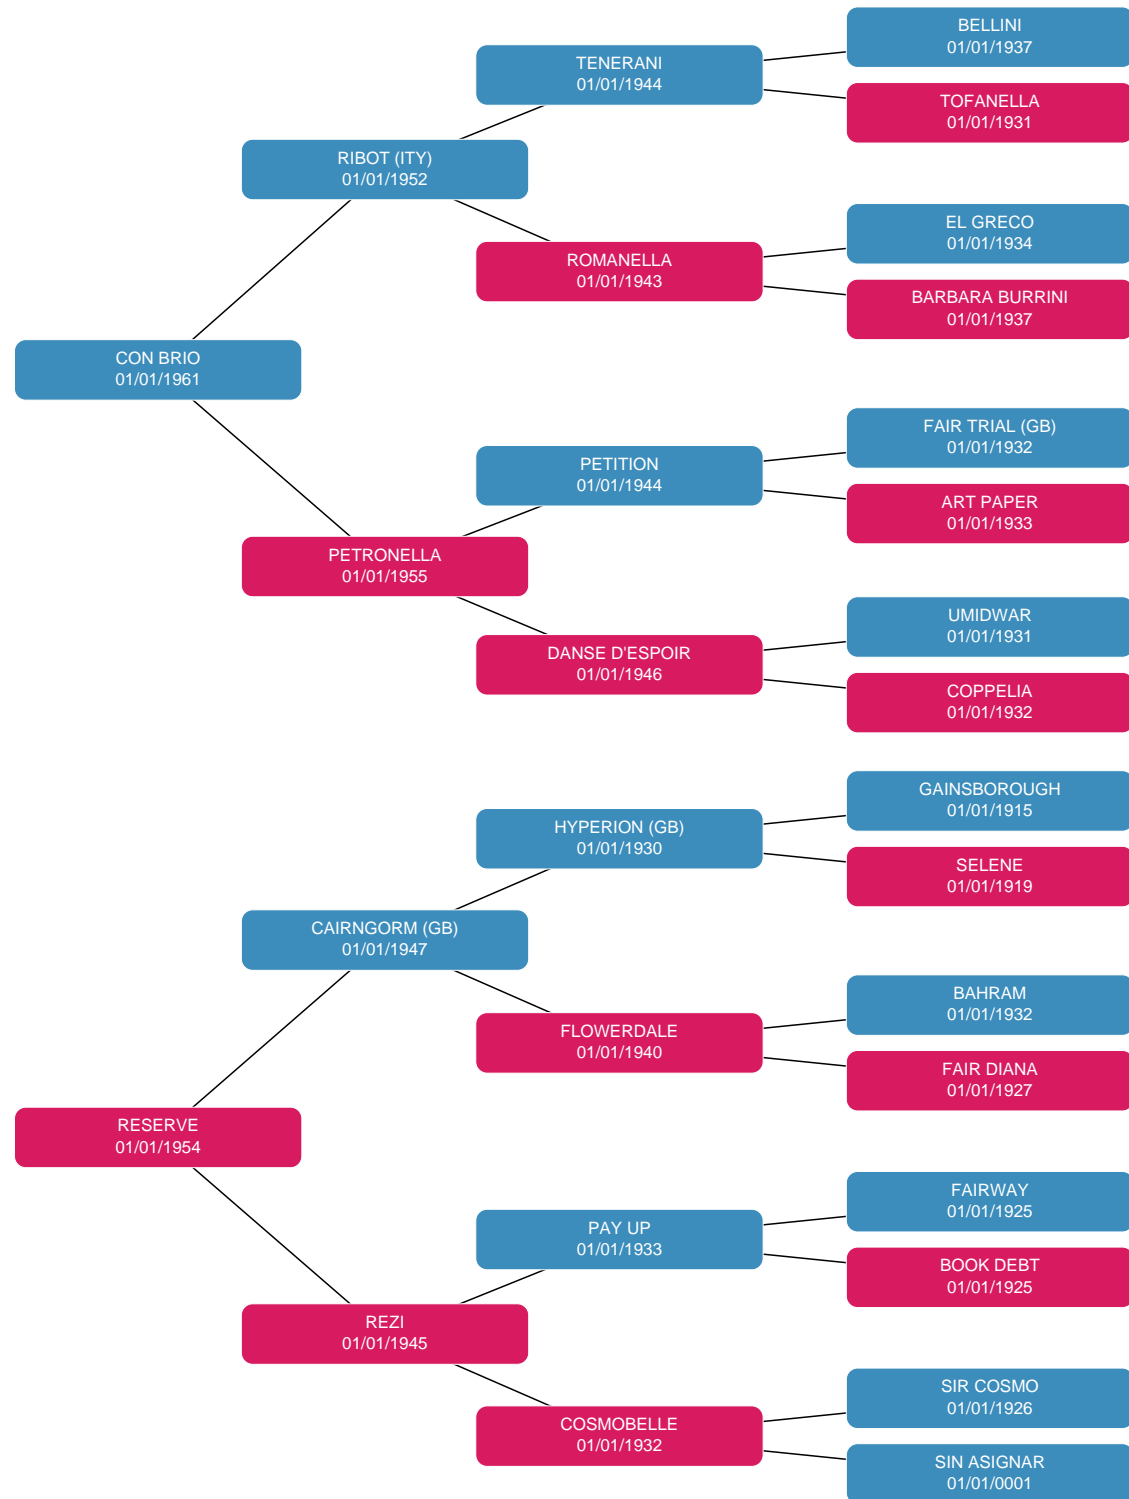 BELLINI
01/01/1937
TENERANI
01/01/1944
TOFANELLA
01/01/1931
RIBOT (ITY)
01/01/1952
EL GRECO
01/01/1934
ROMANELLA
01/01/1943
BARBARA BURRINI
01/01/1937
CON BRIO
01/01/1961
FAIR TRIAL (GB)
01/01/1932
PETITION
01/01/1944
ART PAPER
01/01/1933
PETRONELLA
01/01/1955
UMIDWAR
01/01/1931
DANSE D'ESPOIR
01/01/1946
COPPELIA
01/01/1932
GAINSBOROUGH
01/01/1915
HYPERION (GB)
01/01/1930
SELENE
01/01/1919
CAIRNGORM (GB)
01/01/1947
BAHRAM
01/01/1932
FLOWERDALE
01/01/1940
FAIR DIANA
01/01/1927
RESERVE
01/01/1954
FAIRWAY
01/01/1925
PAY UP
01/01/1933
BOOK DEBT
01/01/1925
REZI
01/01/1945
SIR COSMO
01/01/1926
COSMOBELLE
01/01/1932
SIN ASIGNAR
01/01/0001